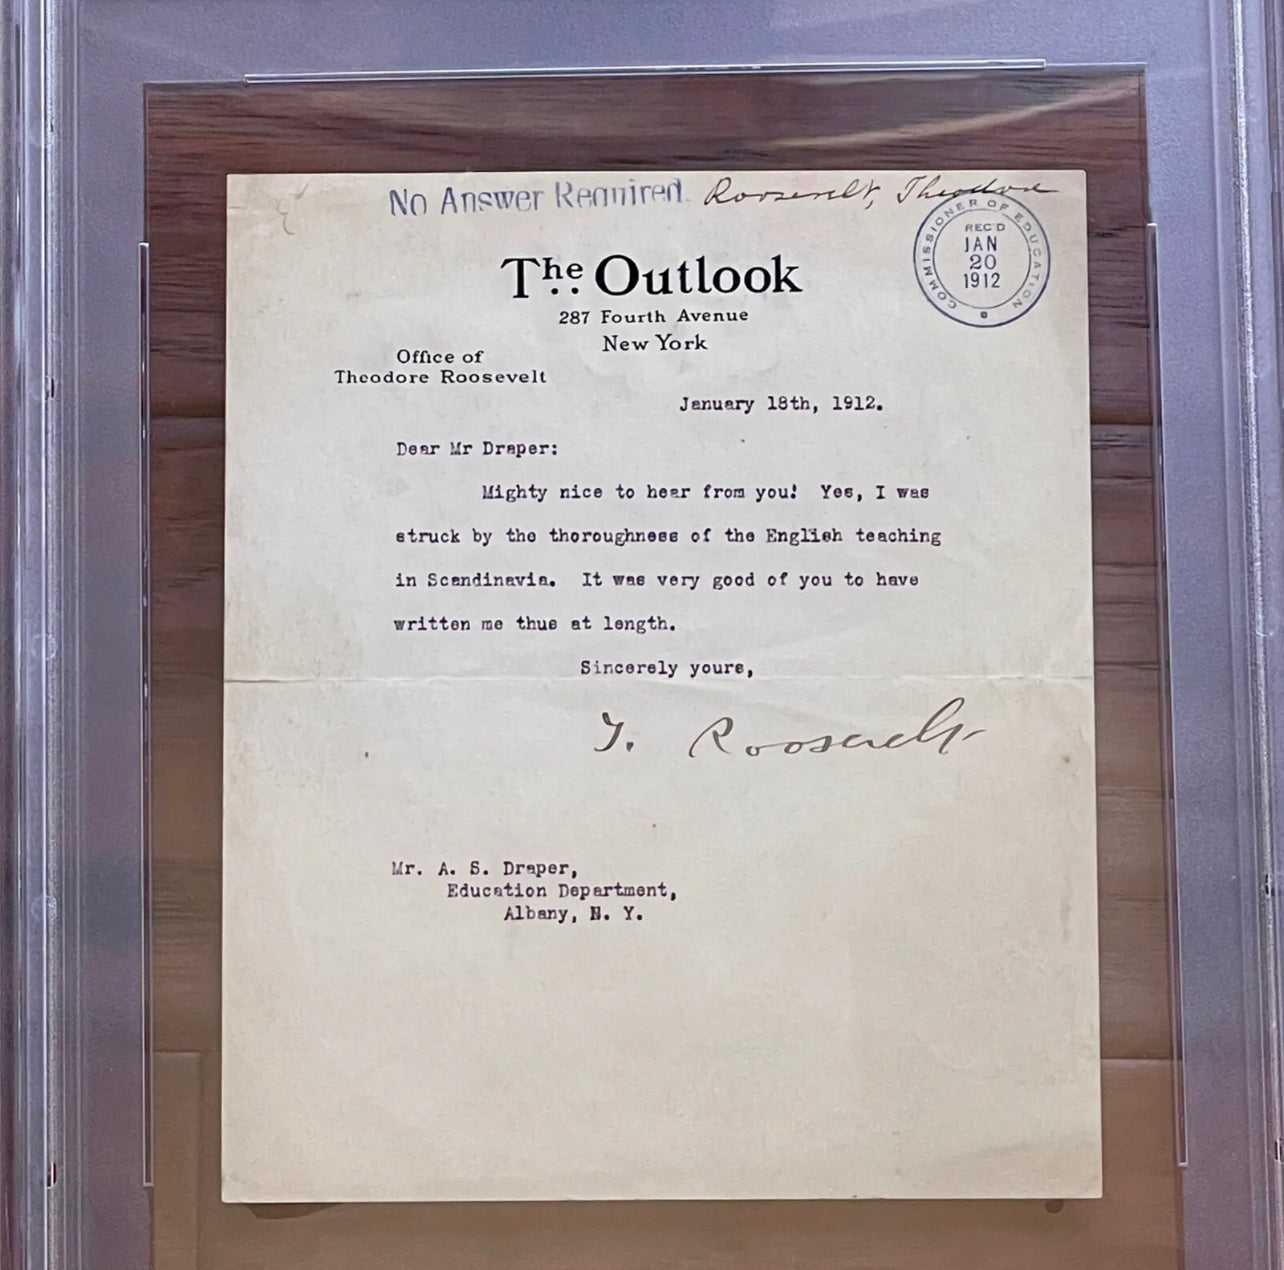 No Answer Required. Roosevelt, Theodore
COMMISSIONER OF EDUCATION
REC'D
JAN
20
1912
The Outlook
287 Fourth Avenue
New York
Office of
Theodore Roosevelt
January 18th, 1912.
Dear Mr Draper:
Mighty nice to hear from you! Yes, I was
struck by the thoroughness of the English teaching
in Scandinavia. It was very good of you to have
written me thus at length.
Sincerely yours,
T. Roosevelt
Mr. A. S. Draper,
Education Department,
Albany, N. Y.